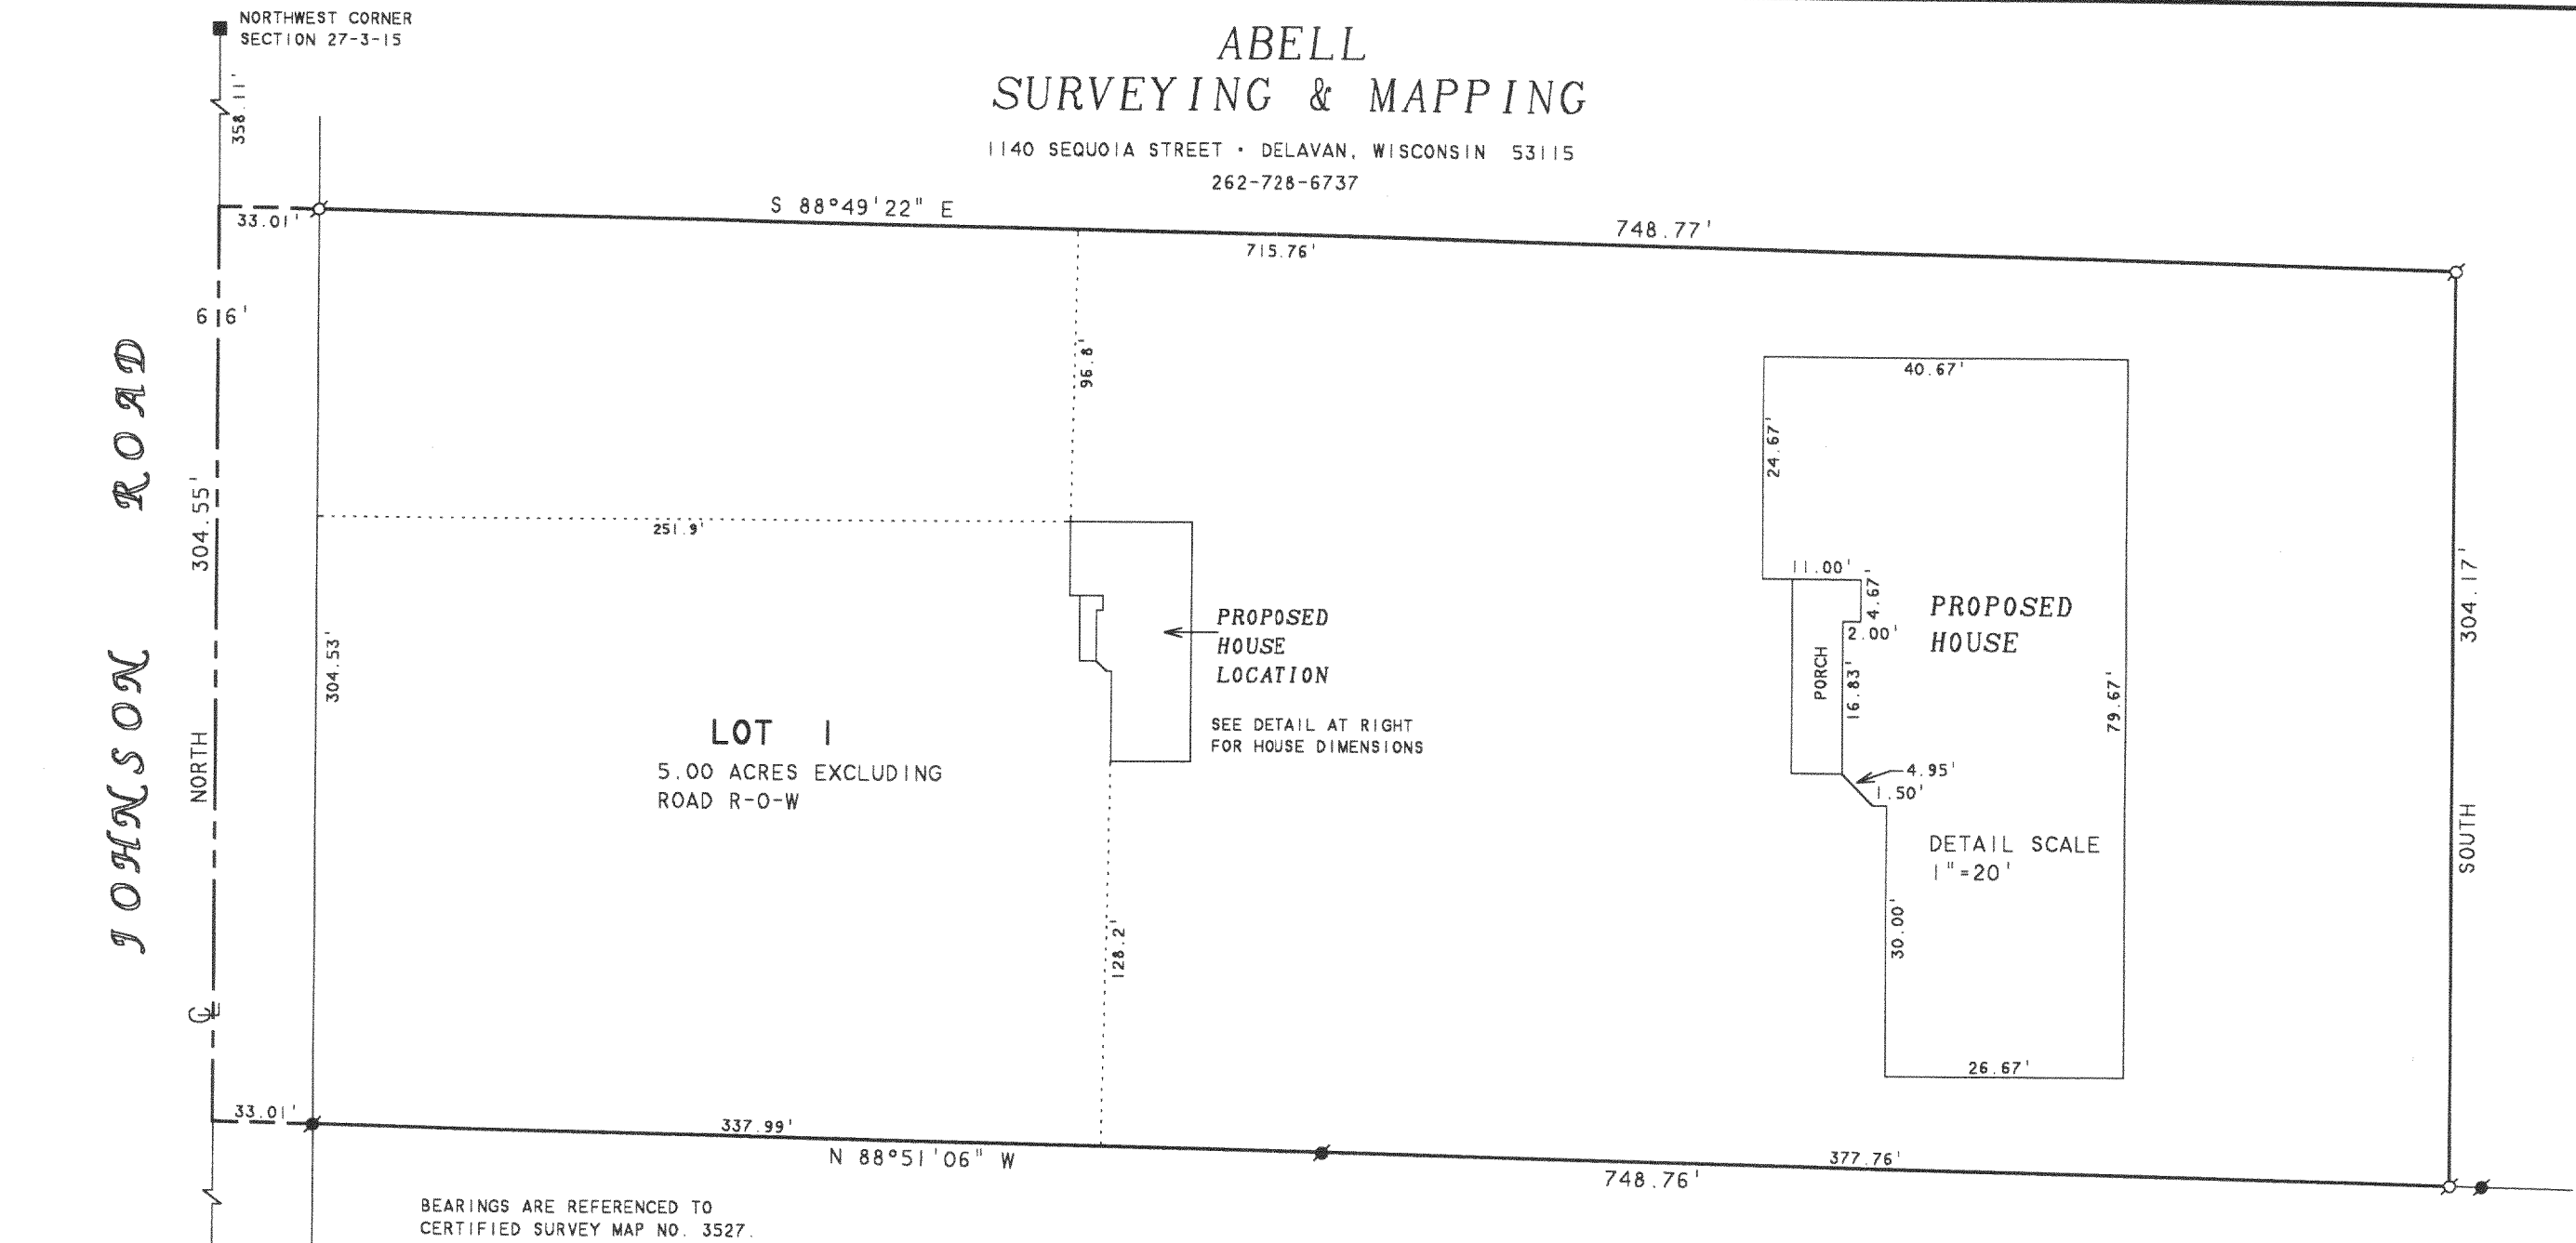 NORTHWEST CORNER
SECTION 27-3-15
358.11'
ABELL
SURVEYING & MAPPING
1140 SEQUOIA STREET • DELAVAN, WISCONSIN 53115
262-728-6737
33.01'
S 88°49'22" E
748.77'
715.76'
66'
JOHNSON ROAD
NORTH 304.55'
304.53'
96.8'
251.9'
PROPOSED
HOUSE
LOCATION
SEE DETAIL AT RIGHT
FOR HOUSE DIMENSIONS
LOT 1
5.00 ACRES EXCLUDING
ROAD R-O-W
128.2'
40.67'
24.67'
11.00'
4.67'
2.00'
PORCH
16.83'
PROPOSED
HOUSE
79.67'
4.95'
1.50'
DETAIL SCALE
1"=20'
30.00'
26.67'
SOUTH 304.17'
℄
33.01'
337.99'
N 88°51'06" W
377.76'
748.76'
BEARINGS ARE REFERENCED TO
CERTIFIED SURVEY MAP NO. 3527.